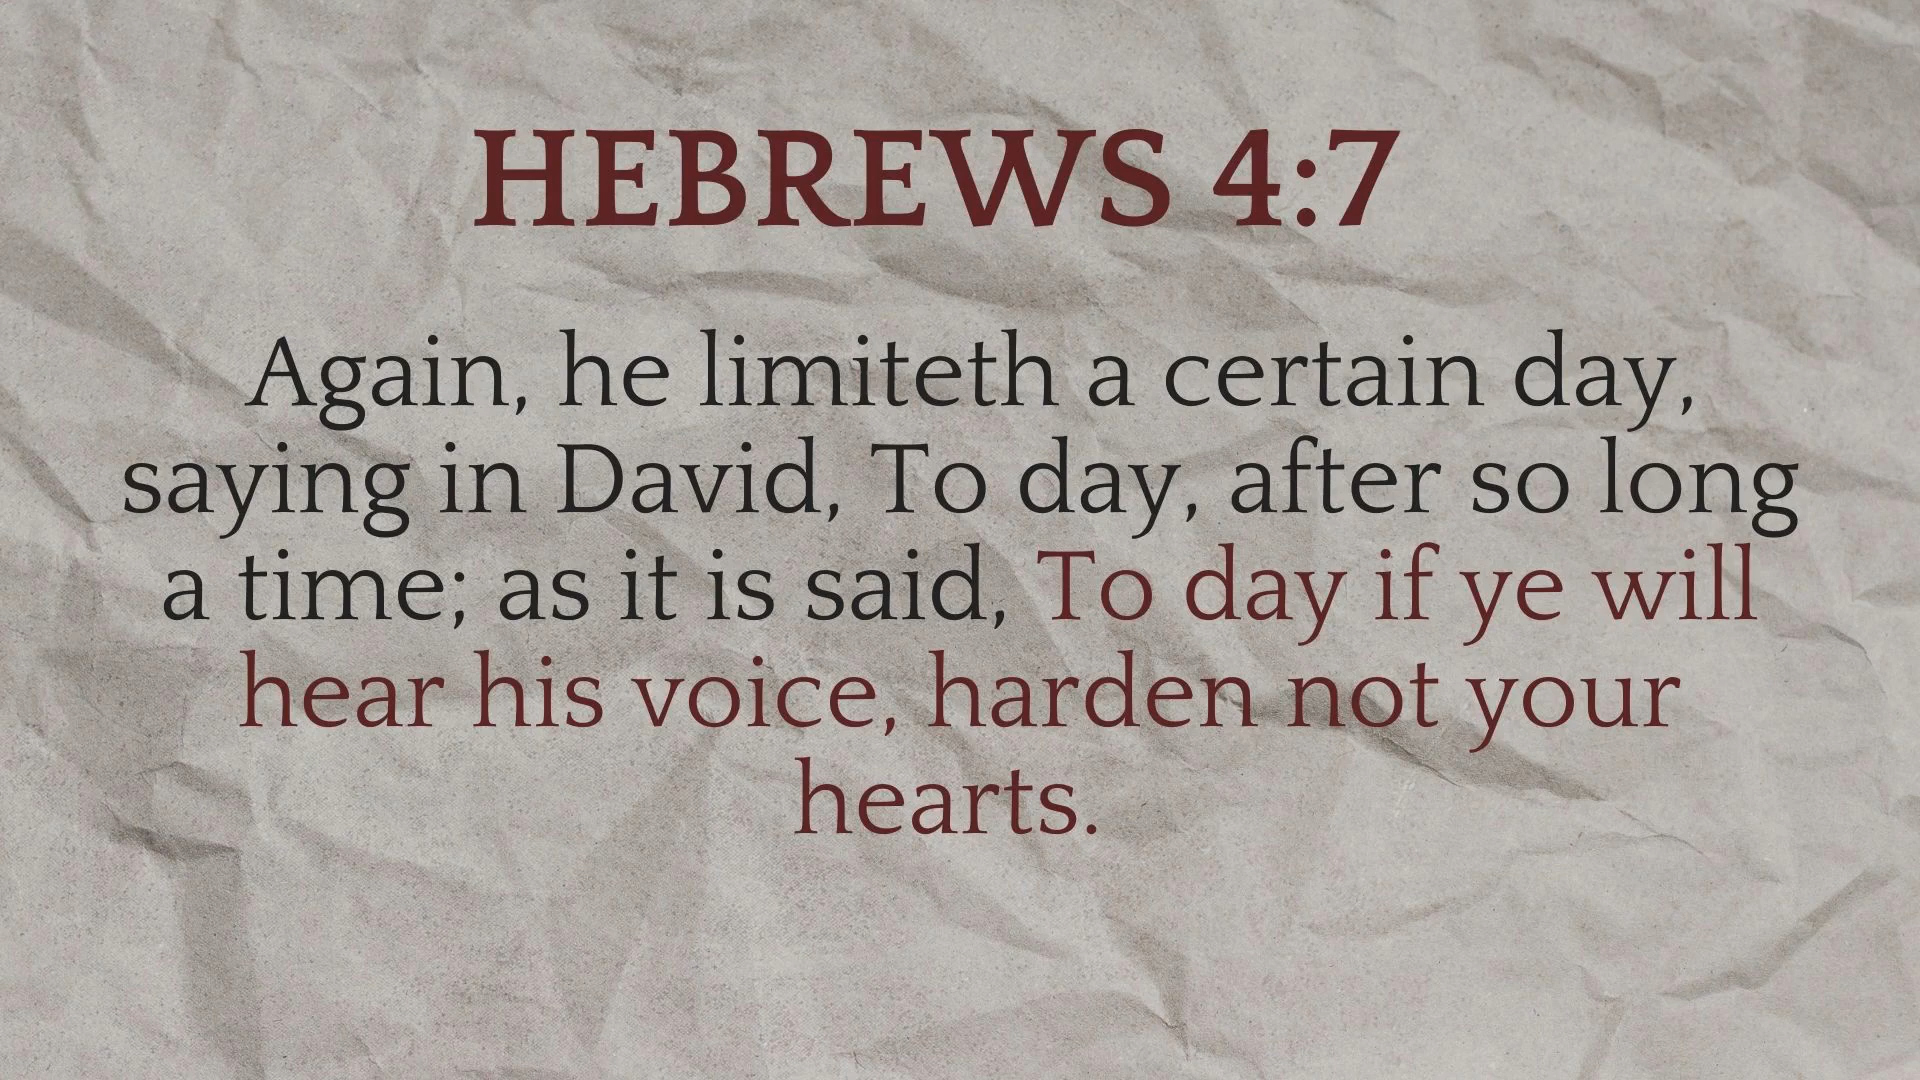 HEBREWS 4:7
Again, he limiteth a certain day,
saying in David, To day, after so long
a time; as it is said, To day if ye will
hear his voice, harden not your
hearts.